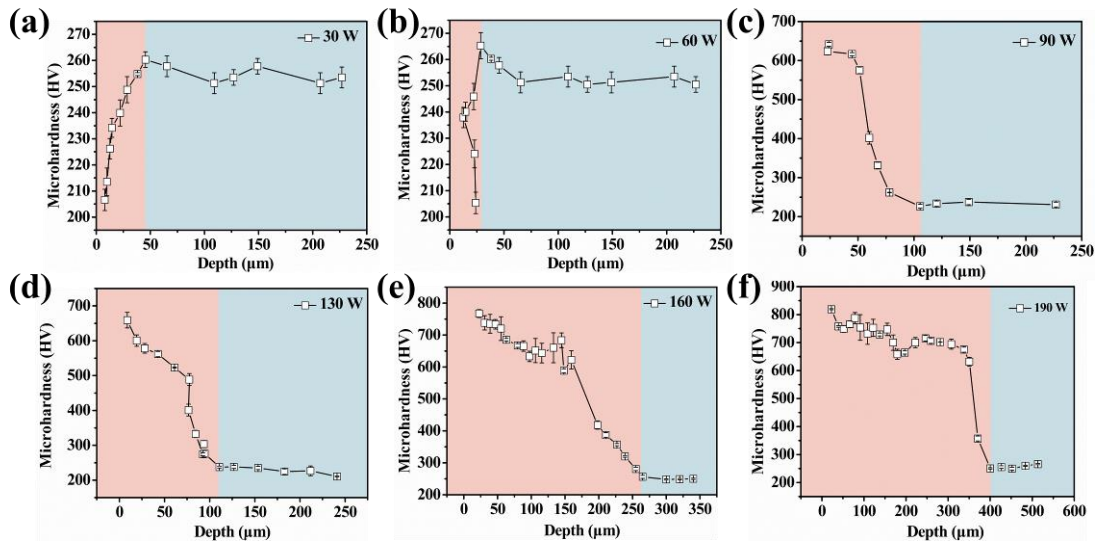 (a)
30 W
270
260
250
240
230
220
210
200
0 50 100 150 200 250
Depth (μm)
Microhardness (HV)
(b)
60 W
270
260
250
240
230
220
210
200
0 50 100 150 200 250
Depth (μm)
Microhardness (HV)
(c)
90 W
700
600
500
400
300
200
0 50 100 150 200 250
Depth (μm)
Microhardness (HV)
(d)
130 W
700
600
500
400
300
200
0 50 100 150 200 250
Depth (μm)
Microhardness (HV)
(e)
160 W
800
700
600
500
400
300
200
0 50 100 150 200 250 300 350
Depth (μm)
Microhardness (HV)
(f)
190 W
900
800
700
600
500
400
300
200
0 100 200 300 400 500 600
Depth (μm)
Microhardness (HV)